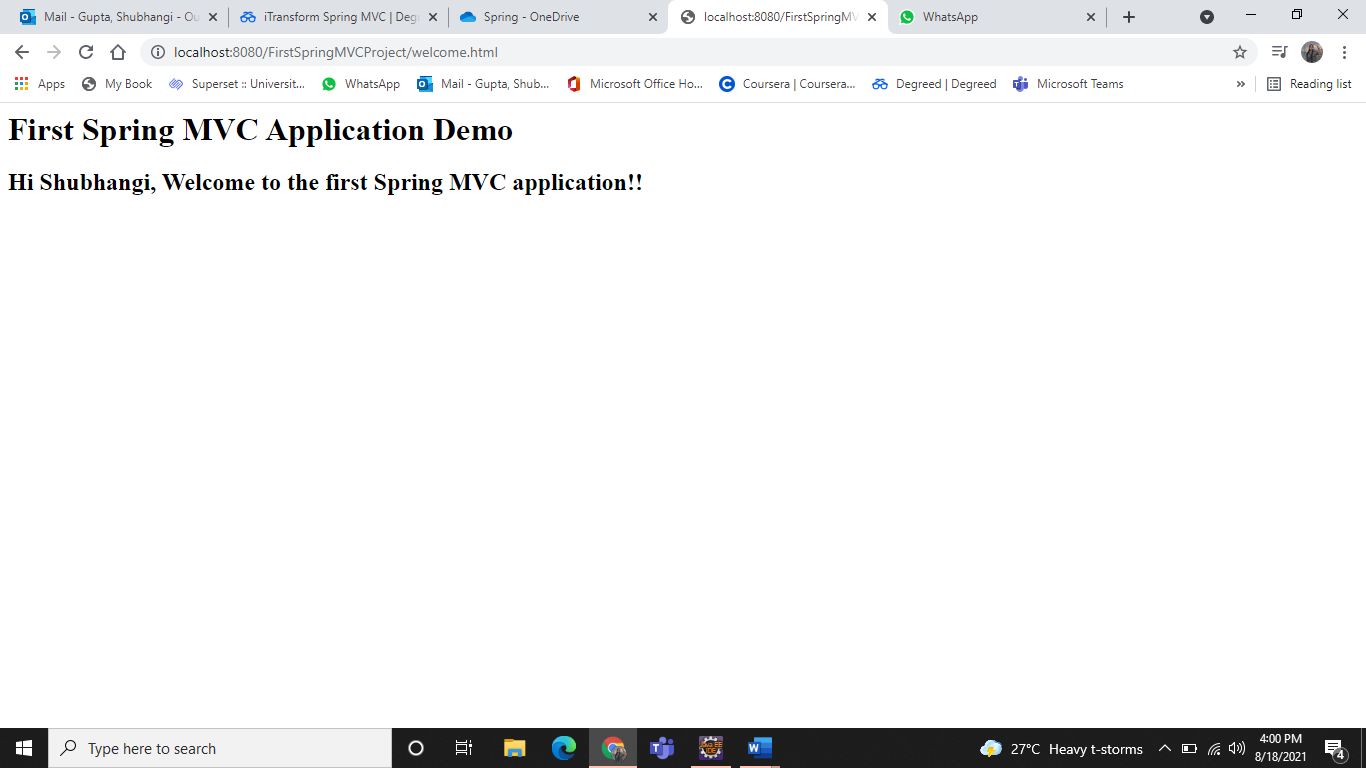 Mail - Gupta, Shubhangi - Ou
iTransform Spring MVC | Deg
Spring - OneDrive
localhost:8080/FirstSpringMV
WhatsApp
localhost:8080/FirstSpringMVCProject/welcome.html
Apps
My Book
Superset :: Universit...
WhatsApp
Mail - Gupta, Shub...
Microsoft Office Ho...
Coursera | Coursera...
Degreed | Degreed
Microsoft Teams
»
Reading list
First Spring MVC Application Demo
Hi Shubhangi, Welcome to the first Spring MVC application!!
Type here to search
27°C Heavy t-storms
4:00 PM
8/18/2021
4